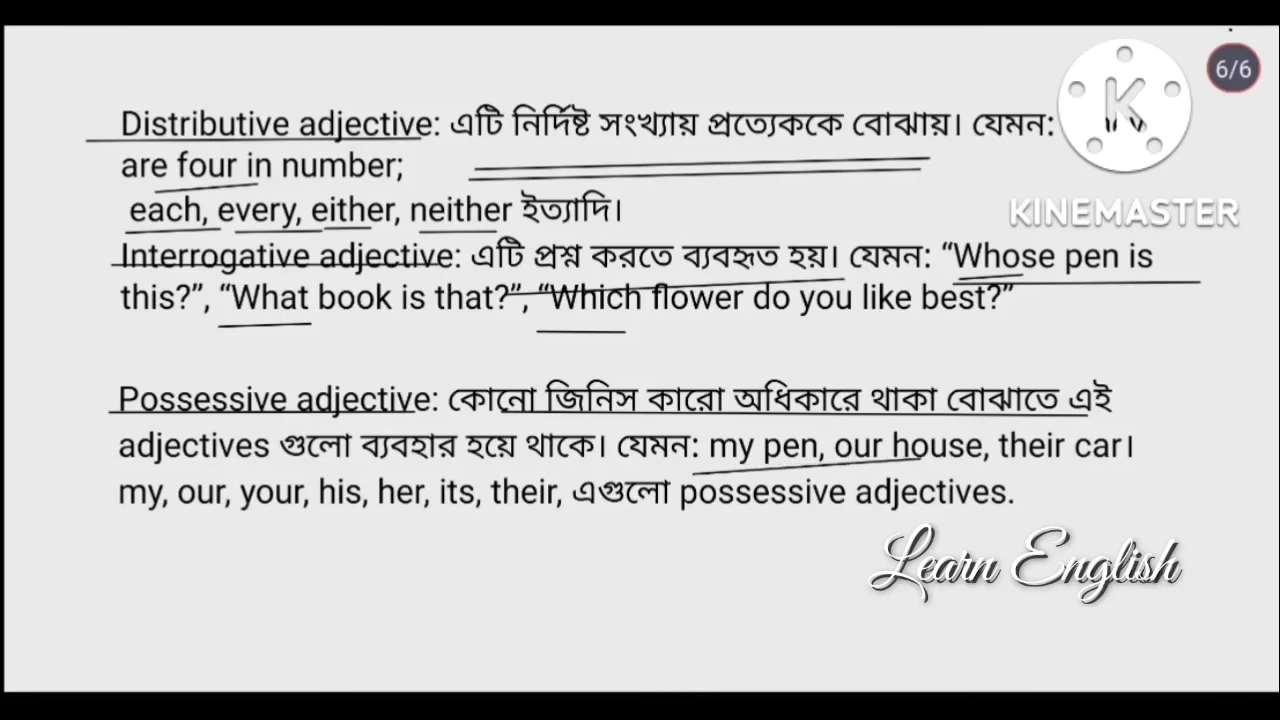 6/6
Distributive adjective: এটি নির্দিষ্ট সংখ্যায় প্রত্যেককে বোঝায়। যেমন:
are four in number;
KINEMASTER
each, every, either, neither ইত্যাদি।
Interrogative adjective: এটি প্রশ্ন করতে ব্যবহৃত হয়। যেমন: “Whose pen is
this?”, “What book is that?”, “Which flower do you like best?”
Possessive adjective: কোনো জিনিস কারো অধিকারে থাকা বোঝাতে এই
adjectives গুলো ব্যবহার হয়ে থাকে। যেমন: my pen, our house, their car।
my, our, your, his, her, its, their, এগুলো possessive adjectives.
Learn English